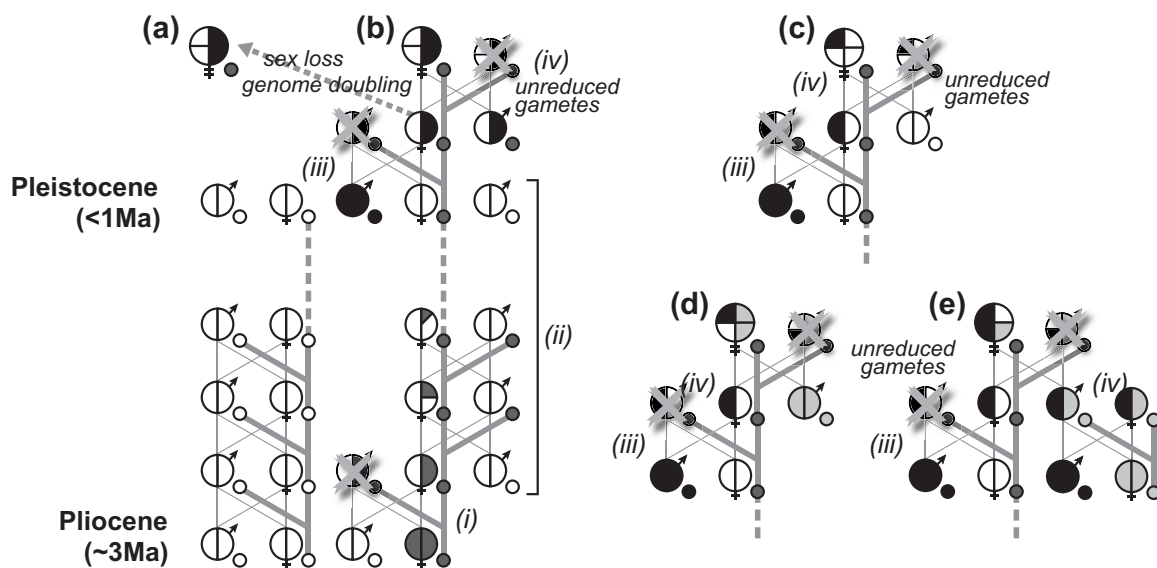 (a)
(b)
(c)
sex loss
genome doubling
(iv)
unreduced
gametes
(iv)
unreduced
gametes
(iii)
(iii)
Pleistocene
(<1Ma)
(ii)
(d)
(e)
unreduced
gametes
(iv)
(iv)
(iii)
(iii)
(i)
Pliocene
(~3Ma)